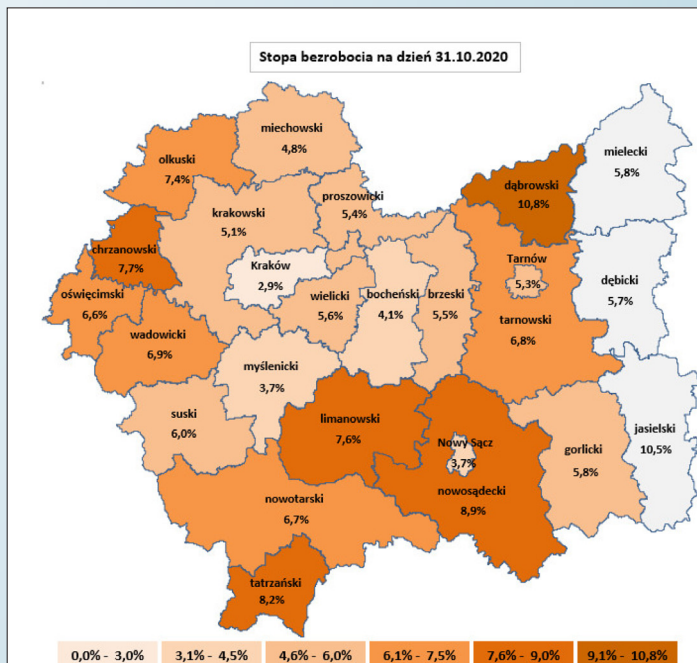 Stopa bezrobocia na dzień 31.10.2020
miechowski
4,8%
olkuski
7,4%
mielecki
5,8%
dąbrowski
10,8%
proszowicki
5,4%
krakowski
5,1%
chrzanowski
7,7%
Kraków
2,9%
Tarnów
5,3%
dębicki
5,7%
oświęcimski
6,6%
wielicki
5,6%
bocheński
4,1%
brzeski
5,5%
tarnowski
6,8%
wadowicki
6,9%
myślenicki
3,7%
suski
6,0%
limanowski
7,6%
Nowy Sącz
3,7%
gorlicki
5,8%
jasielski
10,5%
nowosądecki
8,9%
nowotarski
6,7%
tatrzański
8,2%
0,0% - 3,0% 3,1% - 4,5% 4,6% - 6,0% 6,1% - 7,5% 7,6% - 9,0% 9,1% - 10,8%